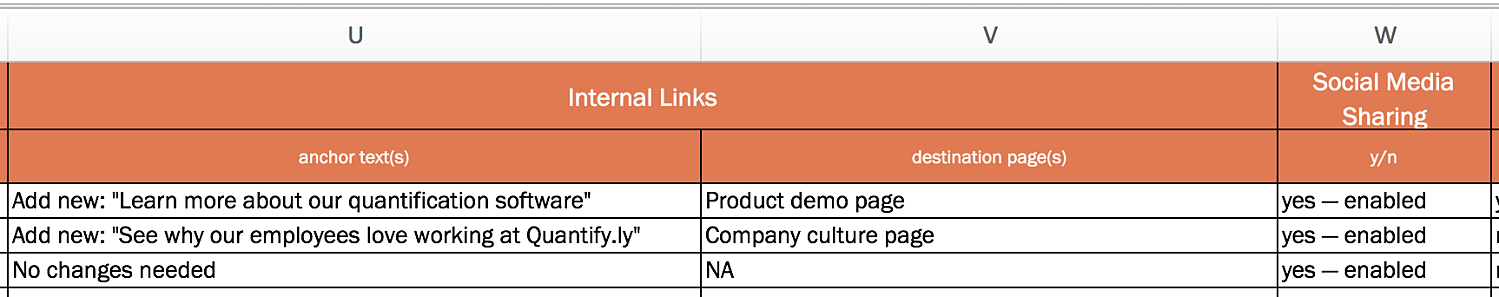 U V W
Internal Links Social Media
Sharing
anchor text(s) destination page(s) y/n
Add new: "Learn more about our quantification software" Product demo page yes — enabled
Add new: "See why our employees love working at Quantify.ly" Company culture page yes — enabled
No changes needed NA yes — enabled